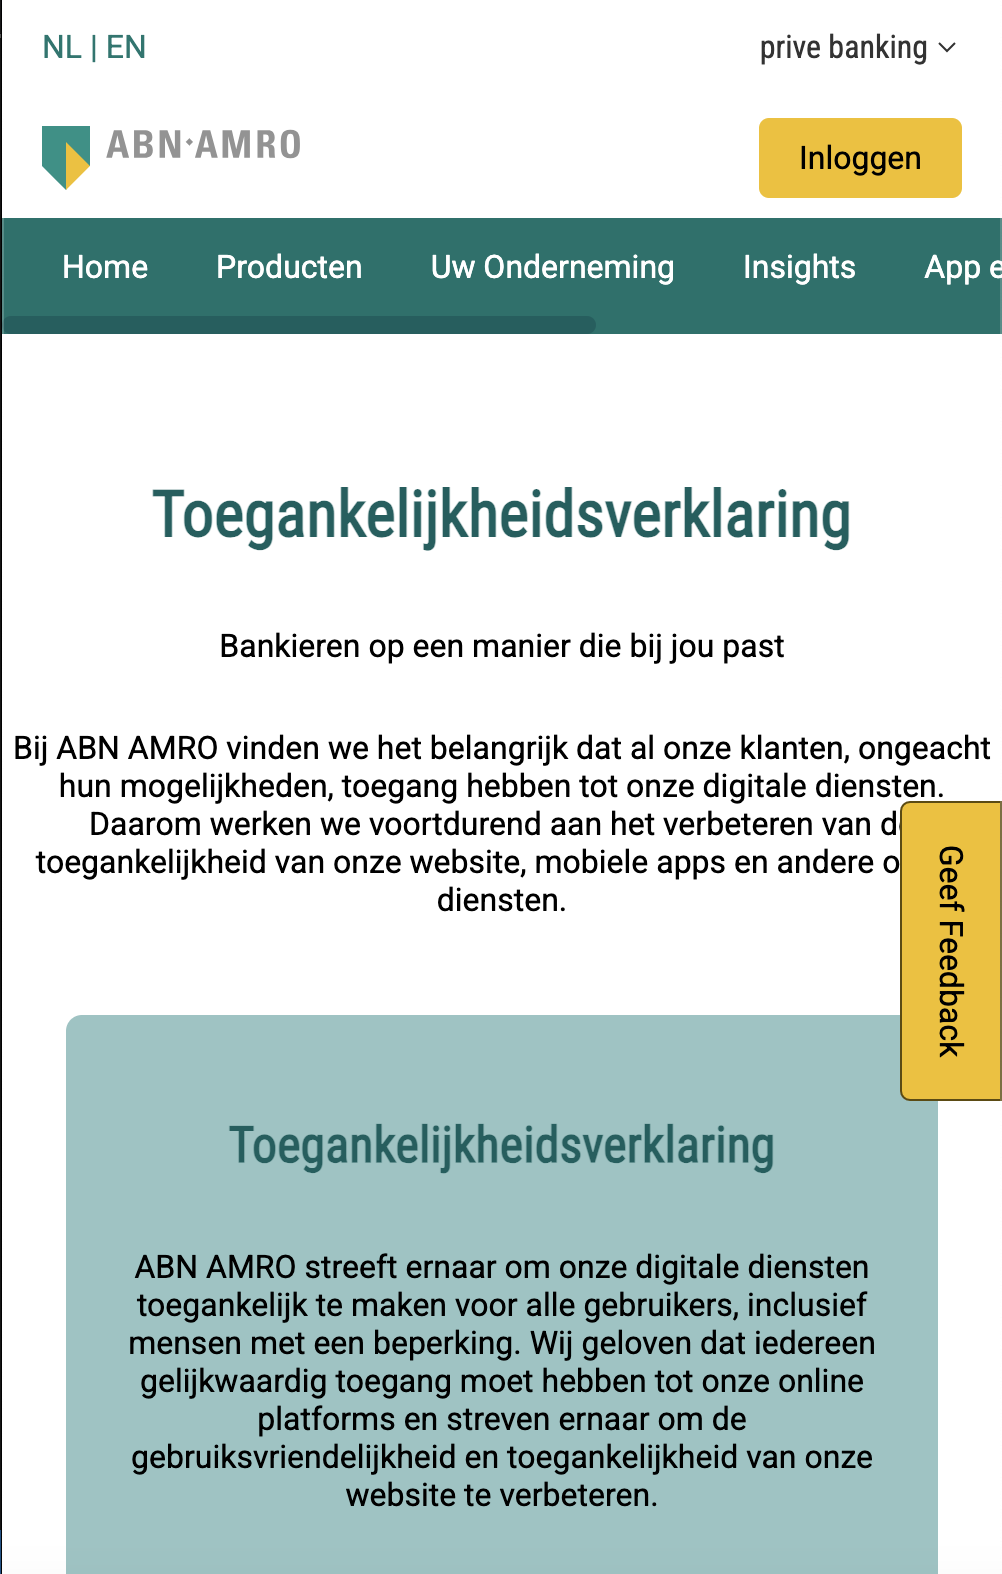 NL | EN
prive banking
ABN·AMRO
Inloggen
Home Producten Uw Onderneming Insights App
Toegankelijkheidsverklaring
Bankieren op een manier die bij jou past
Bij ABN AMRO vinden we het belangrijk dat al onze klanten, ongeacht
hun mogelijkheden, toegang hebben tot onze digitale diensten.
Daarom werken we voortdurend aan het verbeteren van de
toegankelijkheid van onze website, mobiele apps en andere
diensten.
Geef Feedback
Toegankelijkheidsverklaring
ABN AMRO streeft ernaar om onze digitale diensten
toegankelijk te maken voor alle gebruikers, inclusief
mensen met een beperking. Wij geloven dat iedereen
gelijkwaardig toegang moet hebben tot onze online
platforms en streven ernaar om de
gebruiksvriendelijkheid en toegankelijkheid van onze
website te verbeteren.